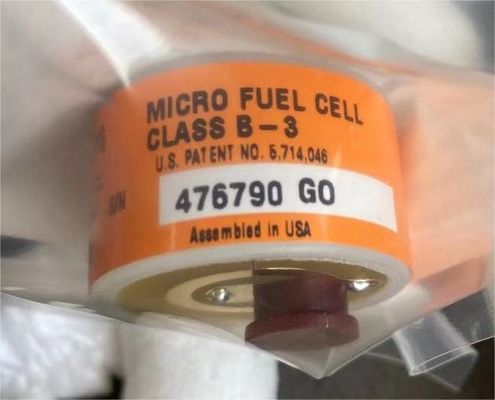 MICRO FUEL CELL
CLASS B-3
U.S. PATENT NO. 5,714,046
S/N 476790 GO
Assembled in USA